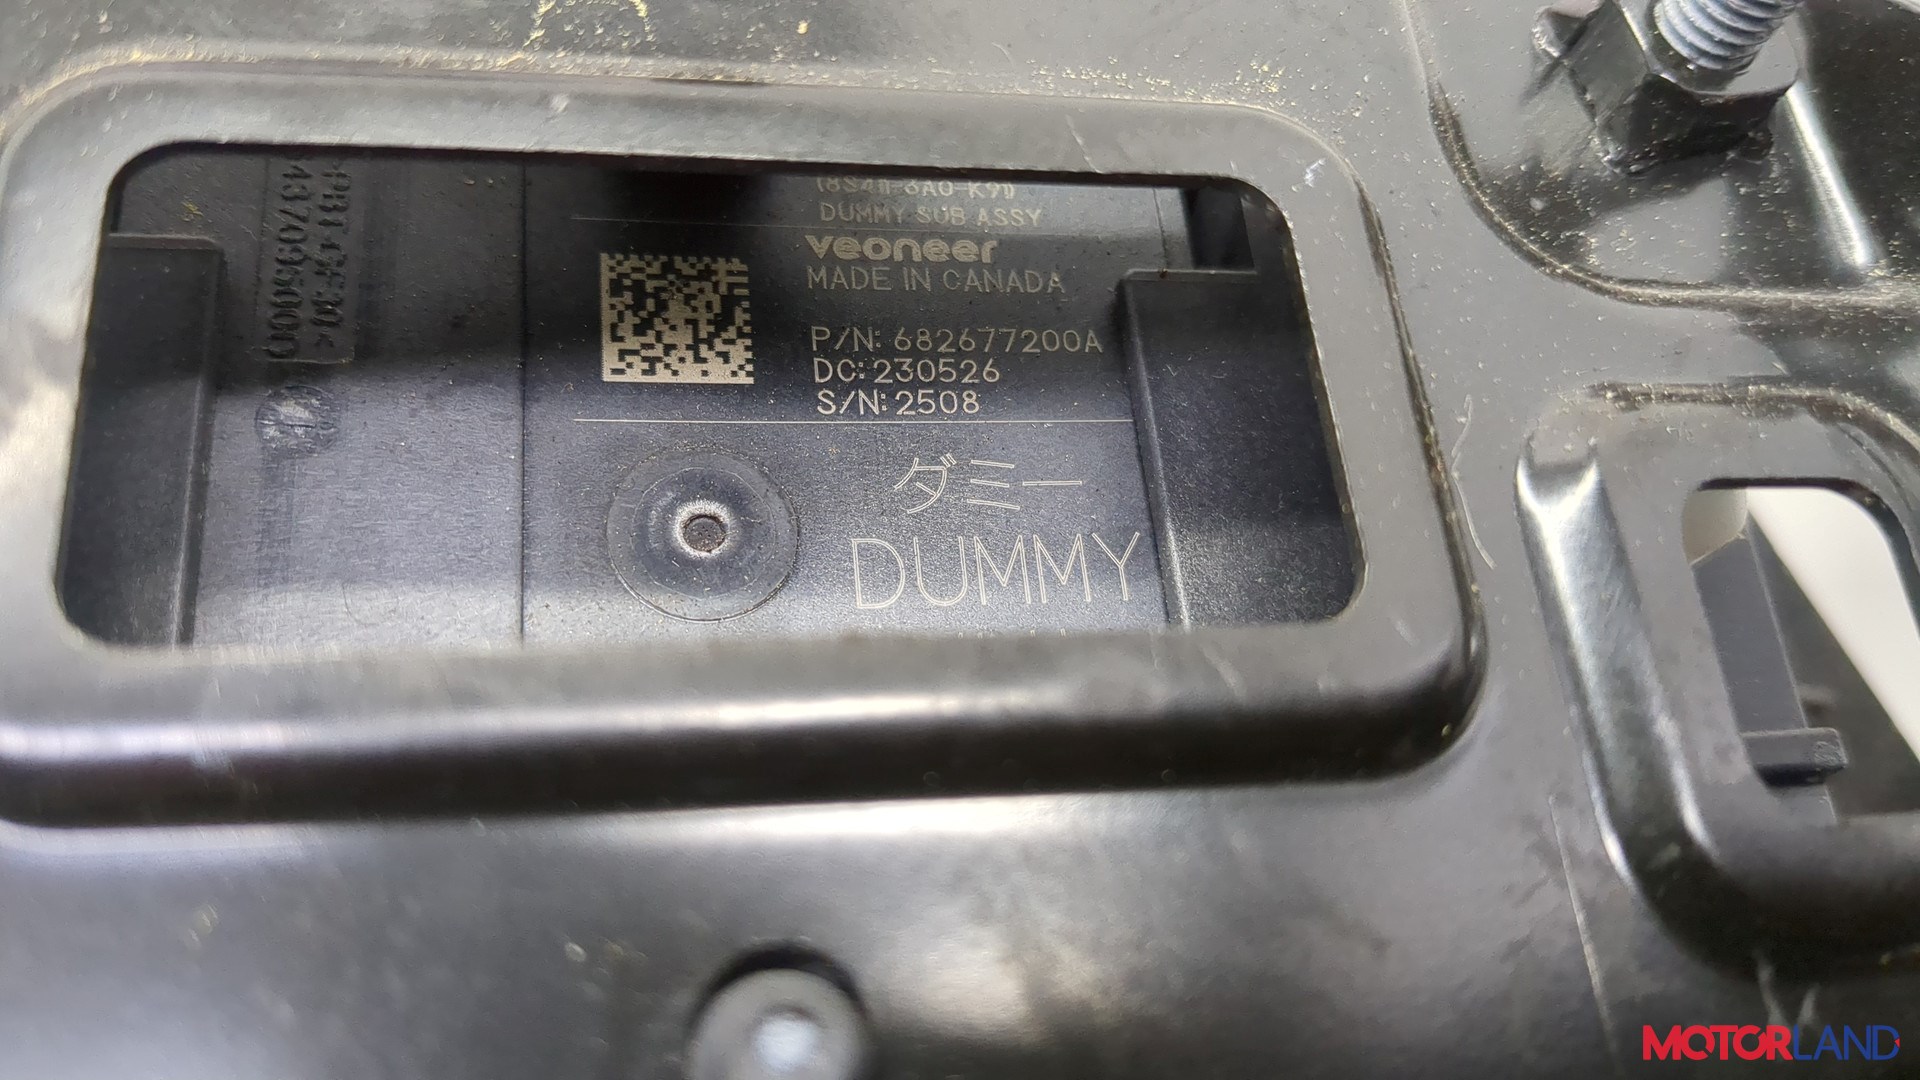 DUMMY SUB ASSY
veoneer
MADE IN CANADA
P/N: 682677200A
DC: 230526
S/N: 2508
ダミー
DUMMY
MOTORLAND